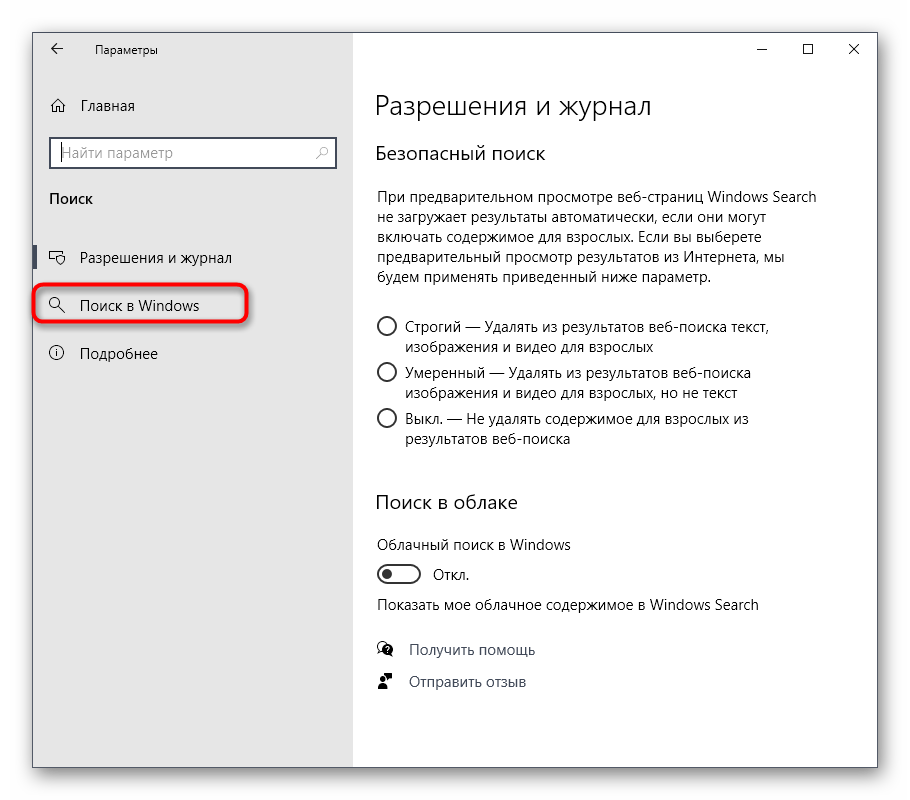 Параметры
Главная
Найти параметр
Поиск
Разрешения и журнал
Поиск в Windows
Подробнее
Разрешения и журнал
Безопасный поиск
При предварительном просмотре веб-страниц Windows Search
не загружает результаты автоматически, если они могут
включать содержимое для взрослых. Если вы выберете
предварительный просмотр результатов из Интернета, мы
будем применять приведенный ниже параметр.
Строгий — Удалять из результатов веб-поиска текст,
изображения и видео для взрослых
Умеренный — Удалять из результатов веб-поиска
изображения и видео для взрослых, но не текст
Выкл. — Не удалять содержимое для взрослых из
результатов веб-поиска
Поиск в облаке
Облачный поиск в Windows
Откл.
Показать мое облачное содержимое в Windows Search
Получить помощь
Отправить отзыв